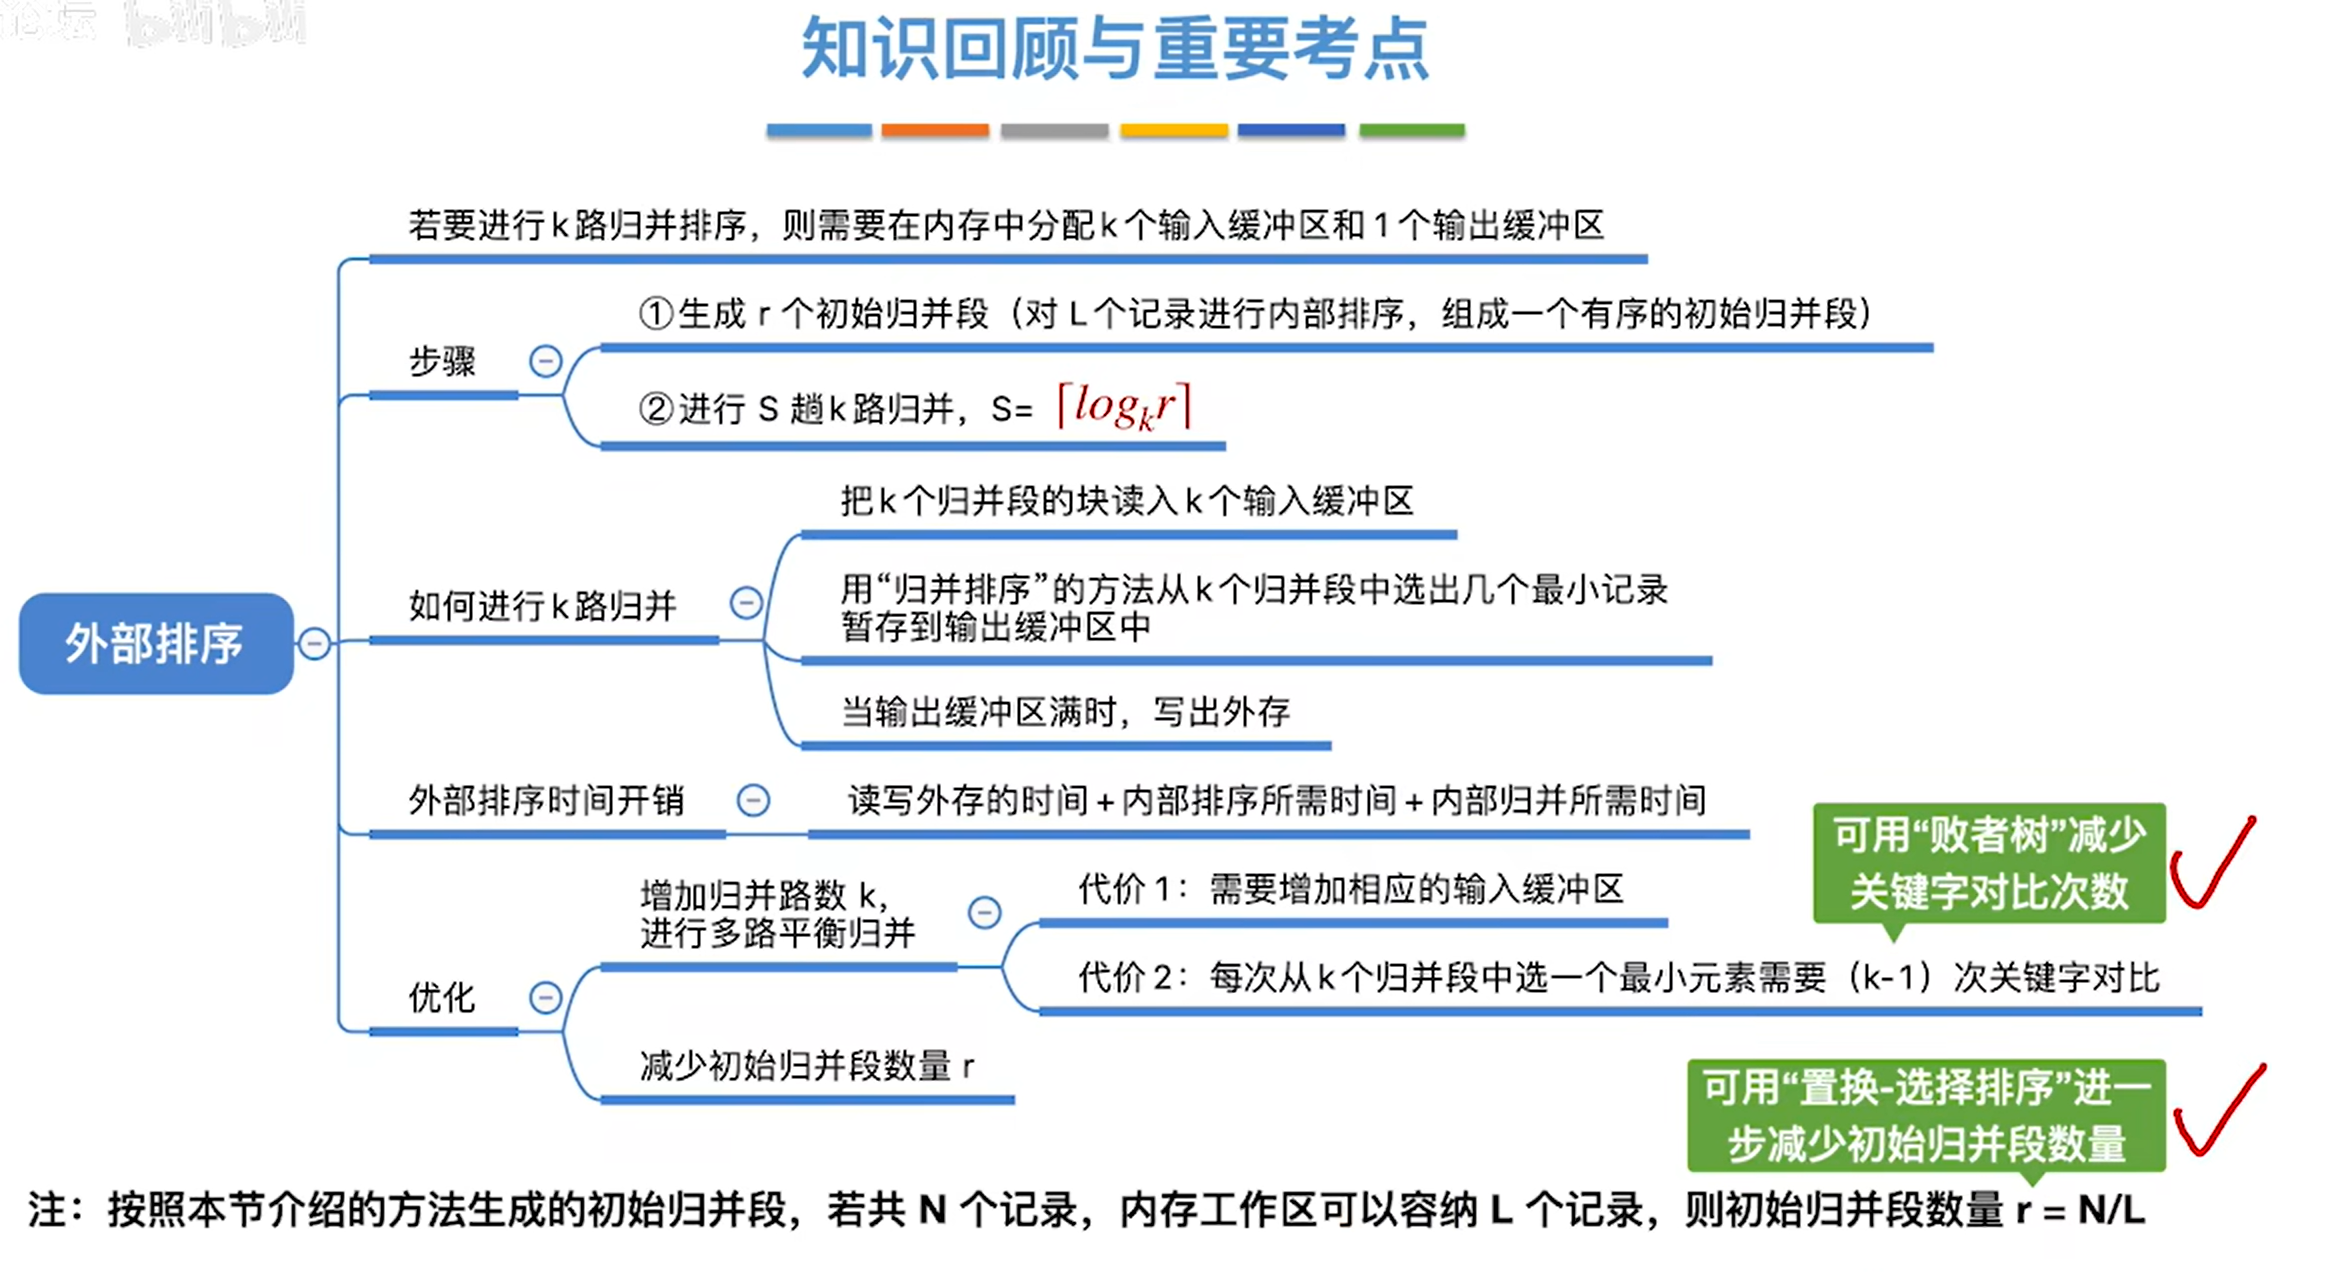 论坛 bilibili
知识回顾与重要考点
若要进行k路归并排序，则需要在内存中分配k个输入缓冲区和1个输出缓冲区
步骤
①生成 r 个初始归并段（对 L个记录进行内部排序，组成一个有序的初始归并段）
②进行 S 趟k路归并，S= ⌈logₖr⌉
如何进行k路归并
把k个归并段的块读入k个输入缓冲区
用“归并排序”的方法从k个归并段中选出几个最小记录
暂存到输出缓冲区中
当输出缓冲区满时，写出外存
外部排序
外部排序时间开销
读写外存的时间+内部排序所需时间+内部归并所需时间
可用“败者树”减少
关键字对比次数
优化
增加归并路数 k，
进行多路平衡归并
代价 1：需要增加相应的输入缓冲区
代价 2：每次从k个归并段中选一个最小元素需要（k-1）次关键字对比
减少初始归并段数量 r
可用“置换-选择排序”进一
步减少初始归并段数量
注：按照本节介绍的方法生成的初始归并段，若共 N 个记录，内存工作区可以容纳 L 个记录，则初始归并段数量 r = N/L